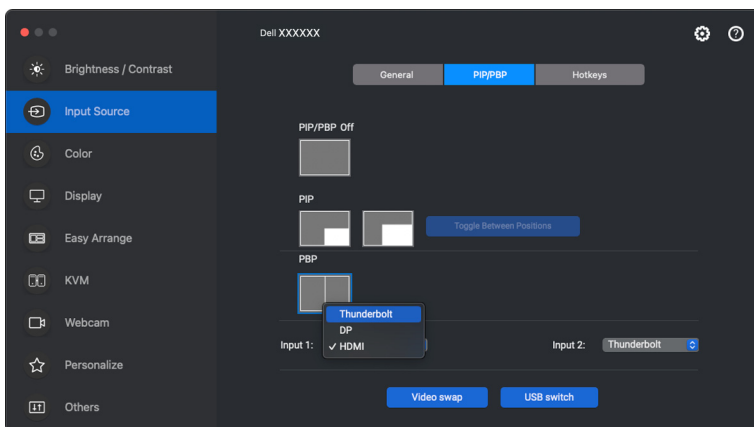 Dell XXXXXX
Brightness / Contrast
Input Source
Color
Display
Easy Arrange
KVM
Webcam
Personalize
Others
General PIP/PBP Hotkeys
PIP/PBP Off
PIP
Toggle Between Positions
PBP
Thunderbolt
DP
Input 1: ✓ HDMI Input 2: Thunderbolt
Video swap USB switch